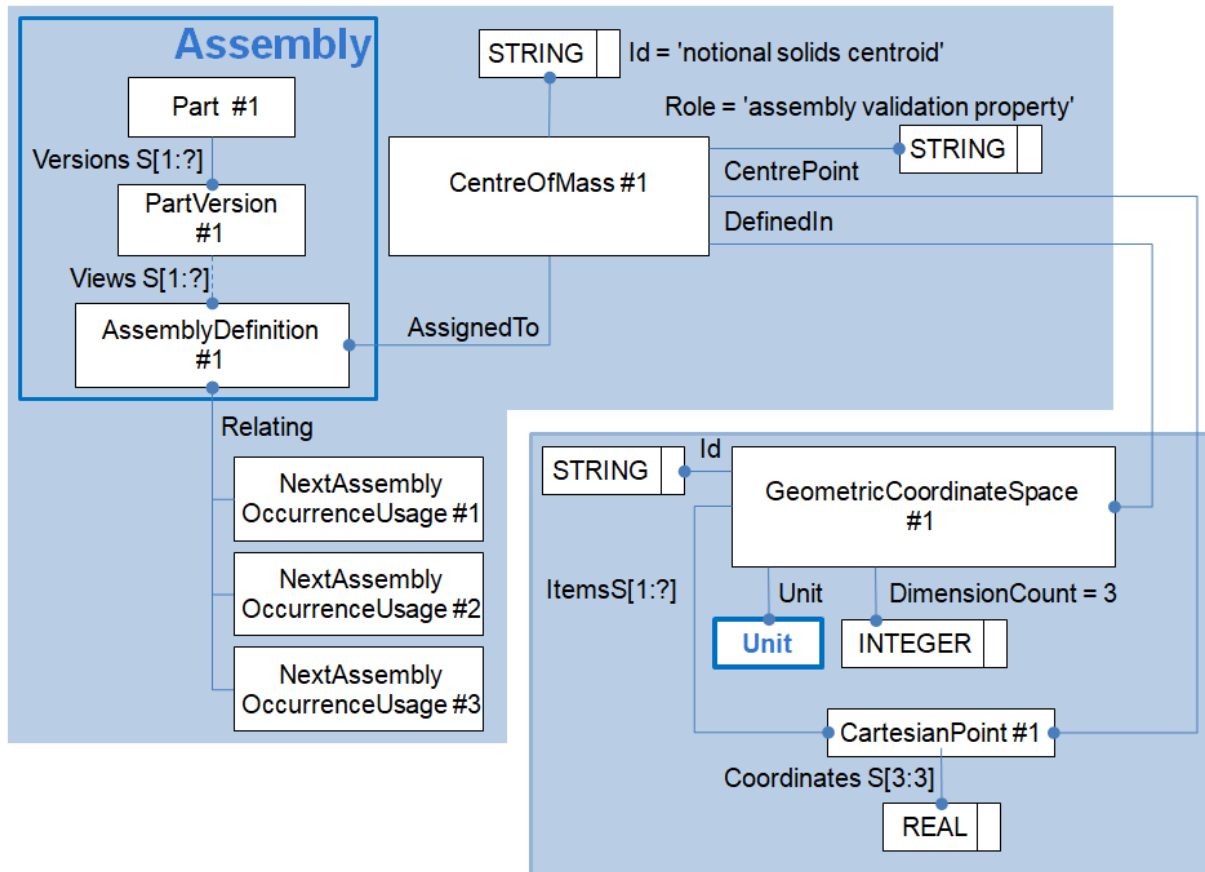 Assembly
Part #1
Versions S[1:?]
PartVersion
#1
Views S[1:?]
AssemblyDefinition
#1
Relating
NextAssembly
OccurrenceUsage #1
NextAssembly
OccurrenceUsage #2
NextAssembly
OccurrenceUsage #3
STRING
Id = 'notional solids centroid'
Role = 'assembly validation property'
STRING
CentreOfMass #1
CentrePoint
DefinedIn
AssignedTo
STRING
Id
GeometricCoordinateSpace
#1
ItemsS[1:?]
Unit
DimensionCount = 3
Unit
INTEGER
CartesianPoint #1
Coordinates S[3:3]
REAL